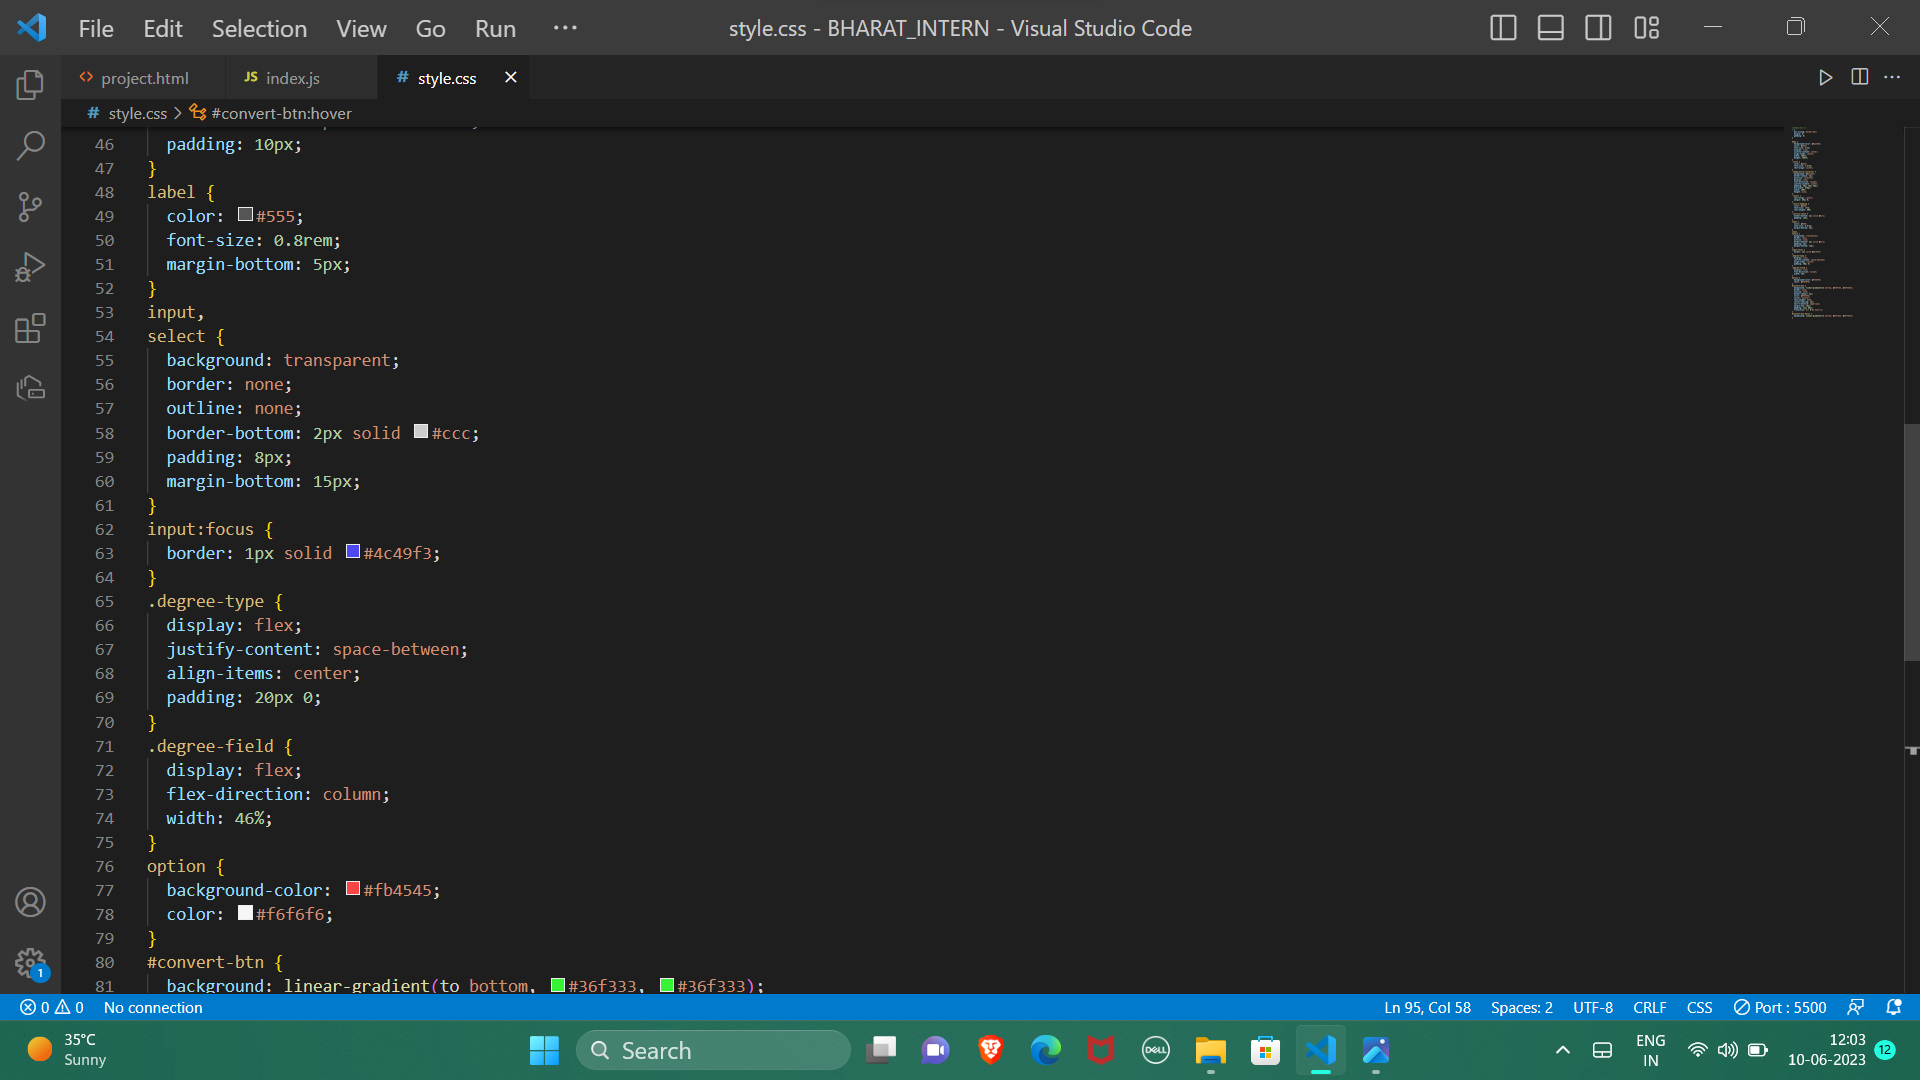 File Edit Selection View Go Run ··· style.css - BHARAT_INTERN - Visual Studio Code
<> project.html JS index.js # style.css ×
# style.css > #convert-btn:hover
46 padding: 10px;
47 }
48 label {
49 color: #555;
50 font-size: 0.8rem;
51 margin-bottom: 5px;
52 }
53 input,
54 select {
55 background: transparent;
56 border: none;
57 outline: none;
58 border-bottom: 2px solid #ccc;
59 padding: 8px;
60 margin-bottom: 15px;
61 }
62 input:focus {
63 border: 1px solid #4c49f3;
64 }
65 .degree-type {
66 display: flex;
67 justify-content: space-between;
68 align-items: center;
69 padding: 20px 0;
70 }
71 .degree-field {
72 display: flex;
73 flex-direction: column;
74 width: 46%;
75 }
76 option {
77 background-color: #fb4545;
78 color: #f6f6f6;
79 }
80 #convert-btn {
81 background: linear-gradient(to bottom, #36f333, #36f333);
1
0 0 No connection Ln 95, Col 58 Spaces: 2 UTF-8 CRLF CSS Port : 5500
35°C
Sunny
Search
DELL
ENG
IN
12:03
10-06-2023
12